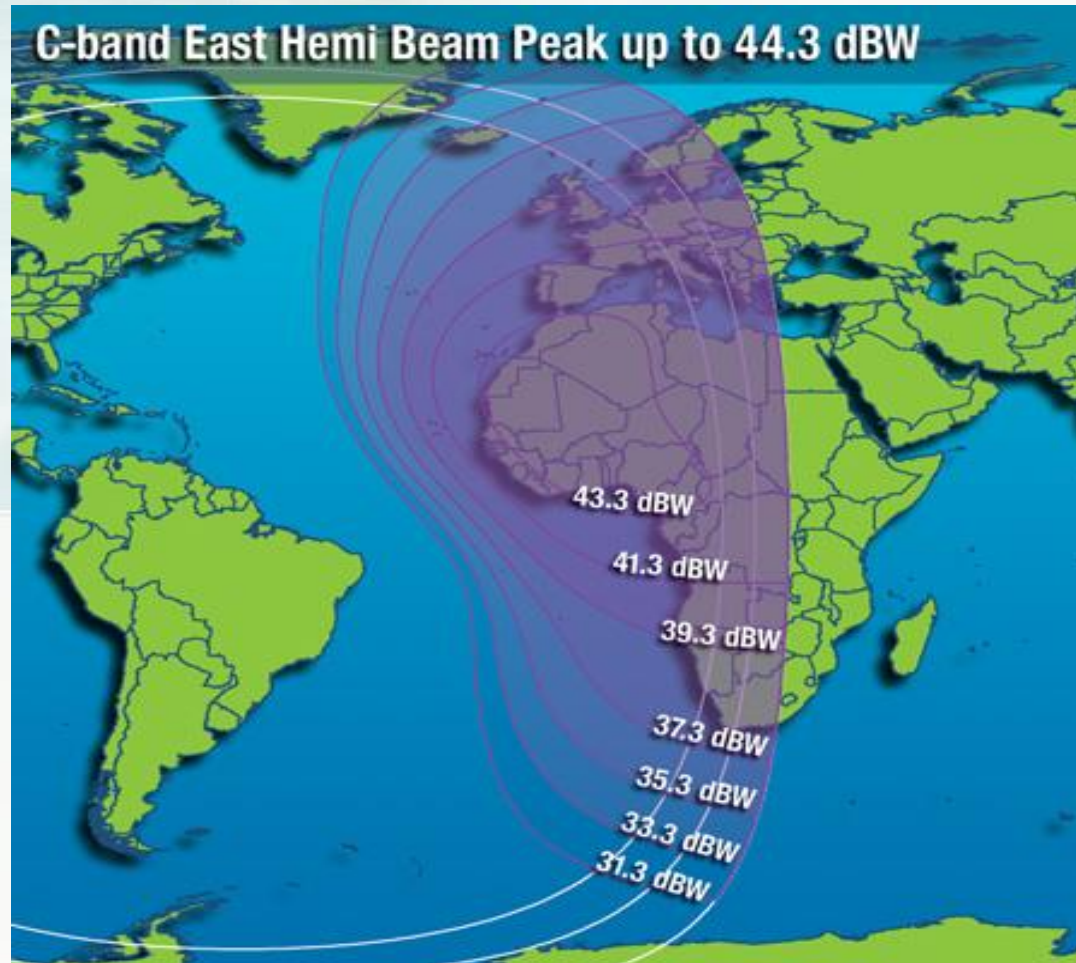 C-band East Hemi Beam Peak up to 44.3 dBW
43.3 dBW
41.3 dBW
39.3 dBW
37.3 dBW
35.3 dBW
33.3 dBW
31.3 dBW